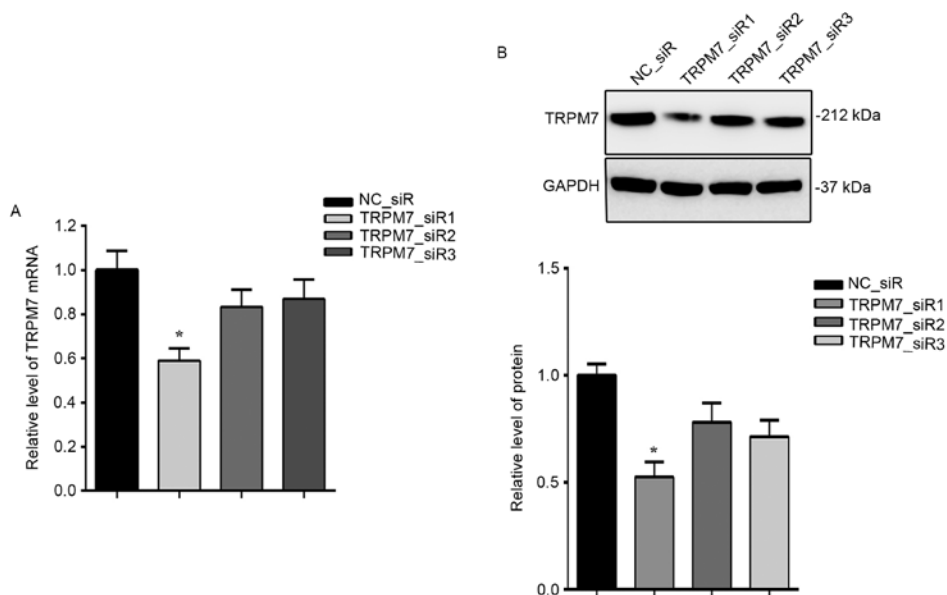 A
NC_siR
TRPM7_siR1
TRPM7_siR2
TRPM7_siR3
Relative level of TRPM7 mRNA
1.2
1.0
0.8
0.6
0.4
0.2
0.0
*
B
NC_siR
TRPM7_siR1
TRPM7_siR2
TRPM7_siR3
TRPM7
-212 kDa
GAPDH
-37 kDa
NC_siR
TRPM7_siR1
TRPM7_siR2
TRPM7_siR3
Relative level of protein
1.5
1.0
0.5
0.0
*